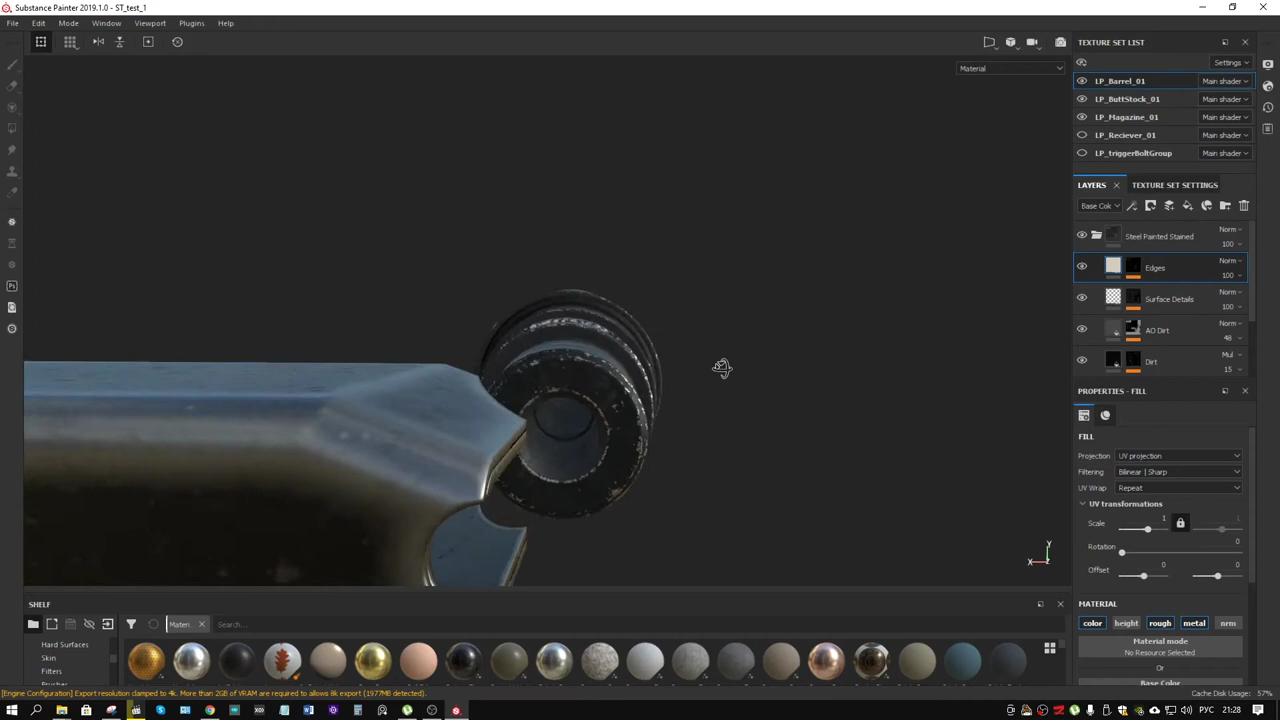 Substance Painter 2019.1.0 - ST_test_1
File Edit Mode Window Viewport Plugins Help
Material
TEXTURE SET LIST
Settings
LP_Barrel_01 Main shader
LP_ButtStock_01 Main shader
LP_Magazine_01 Main shader
LP_Reciever_01 Main shader
LP_triggerBoltGroup Main shader
LAYERS TEXTURE SET SETTINGS
Base Col
Steel Painted Stained Norm 100
Edges Norm 100
Surface Details Norm 100
AO Dirt Norm 48
Dirt Mul 15
PROPERTIES - FILL
FILL
Projection UV projection
Filtering Bilinear | Sharp
UV Wrap Repeat
UV transformations
Scale 1 1
Rotation 0
Offset 0 0
MATERIAL
color height rough metal nrm
Material mode
No Resource Selected
Or
Base Color
Y
X Z
SHELF
Materi... Search...
Hard Surfaces
Skin
Filters
[Engine Configuration] Export resolution clamped to 4k. More than 2GB of VRAM are required to allows 8k export (1977MB detected).
Cache Disk Usage: 57%
РУС 21:28